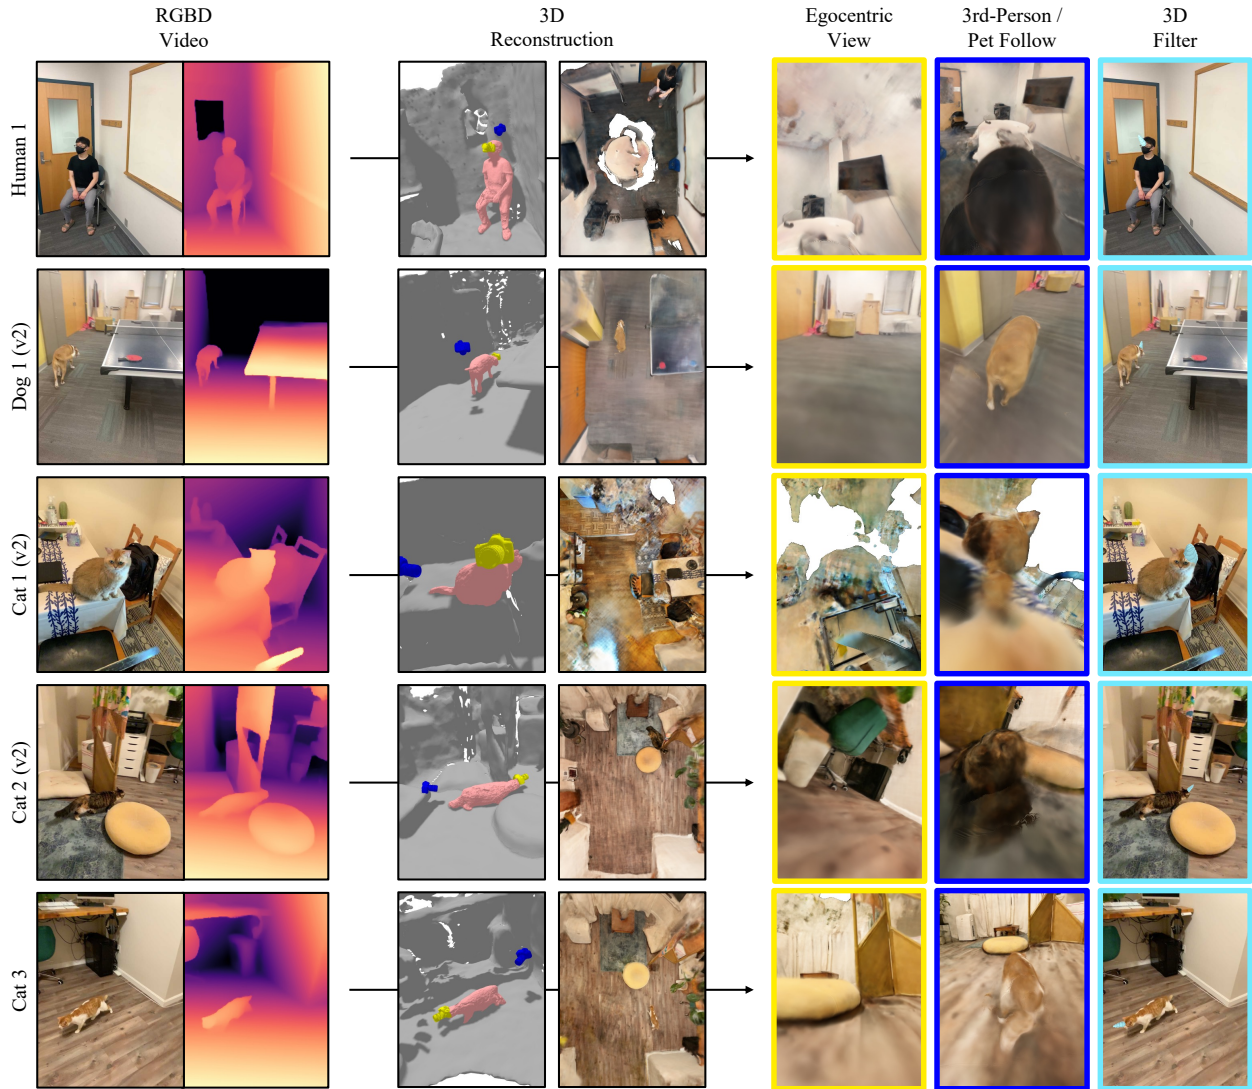 RGBD
Video
3D
Reconstruction
Egocentric
View
3rd-Person /
Pet Follow
3D
Filter
Human 1
Dog 1 (v2)
Cat 1 (v2)
Cat 2 (v2)
Cat 3